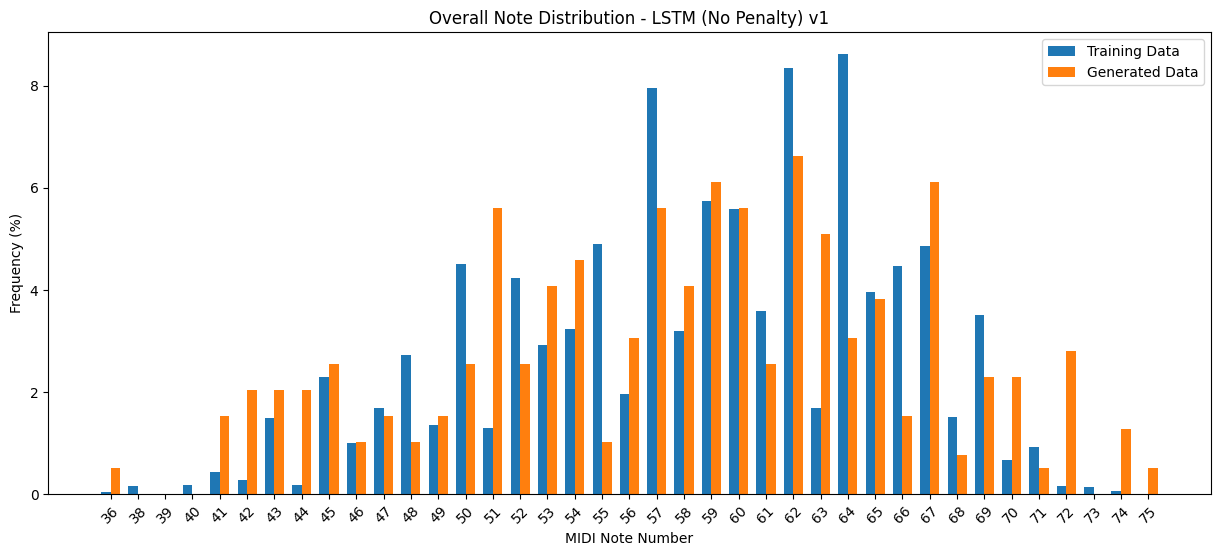 Overall Note Distribution - LSTM (No Penalty) v1
Training Data
Generated Data
Frequency (%)
8
6
4
2
0
36 38 39 40 41 42 43 44 45 46 47 48 49 50 51 52 53 54 55 56 57 58 59 60 61 62 63 64 65 66 67 68 69 70 71 72 73 74 75
MIDI Note Number